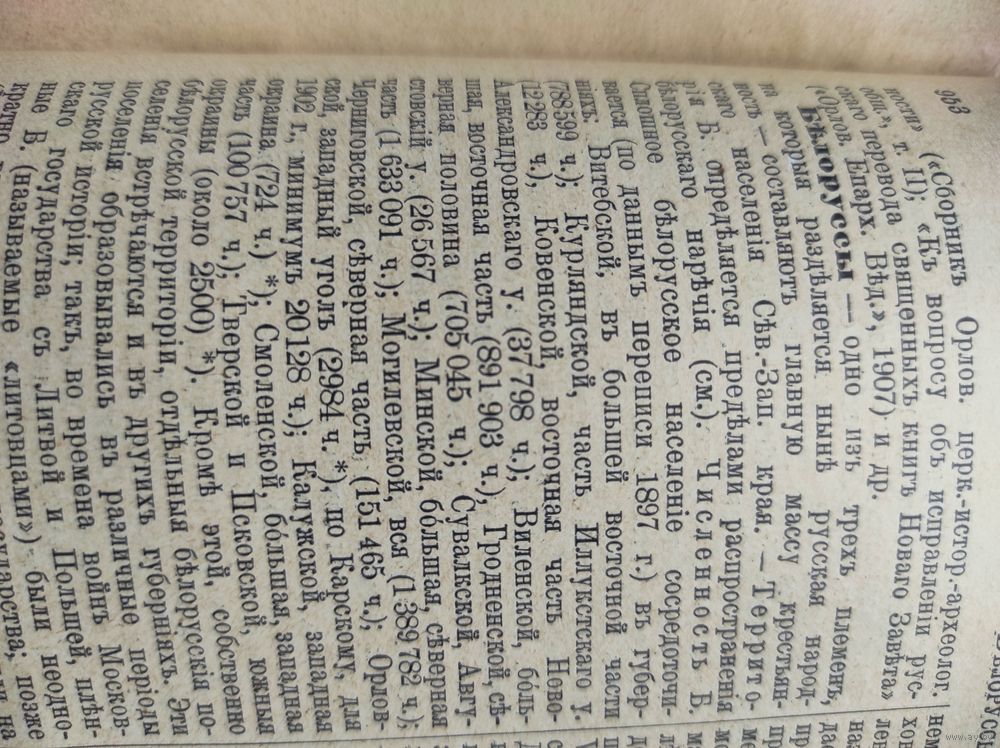 953
(«Сборникъ Орлов. церк.-истор.-археолог.
ности», т. II); «Къ вопросу объ исправленіи рус-
скаго перевода священныхъ книгъ Новаго Завѣта»
(«Орлов. Епарх. Вѣд.», 1907) и др.
Бѣлоруссы — одно изъ трехъ племенъ,
на которыя раздѣляется нынѣ русская народ-
ность — составляютъ главную массу крестьян-
скаго населенія Сѣв.-Зап. края. — Террито-
рія Б. опредѣляется предѣлами распространенія
бѣлорусскаго нарѣчія (см.). Численность Б.
Сплошное бѣлорусское населеніе сосредоточи-
вается (по даннымъ переписи 1897 г.) въ губер-
ніяхъ: Витебской, въ большей восточной части
(788 599 ч.); Курляндской, часть Иллукстскаго у.
(12 283 ч.), Ковенской, восточная часть Ново-
александровскаго у. (37 798 ч.); Виленской, боль-
шая, восточная часть (891 903 ч.), Гродненской, сѣ-
верная половина (705 045 ч.); Сувалкской, Авгу-
стовскій у. (26 567 ч.); Минской, большая, сѣверная
часть (1 633 091 ч.); Могилевской, вся (1 389 782 ч.);
Черниговской, сѣверная часть (151 465 ч.); Орлов-
ской, западный уголъ (2984 ч. *), по Карскому, для
1902 г., минимумъ 20 128 ч.); Калужской, западная
окраина (724 ч.) *); Смоленской, большая, западная
часть (100 757 ч.); Тверской и Псковской, южныя
окраины (около 2500) *). Кромѣ этой, собственно
бѣлорусской территоріи, отдѣльныя бѣлорусскія по-
селенія встрѣчаются и въ другихъ губерніяхъ. Эти
поселенія образовывались въ различные періоды
русской исторіи; такъ, во времена войнъ Москов-
скаго государства съ Литвой и Польшей, плѣн-
ные Б. (называемые «литовцами») были неодно-